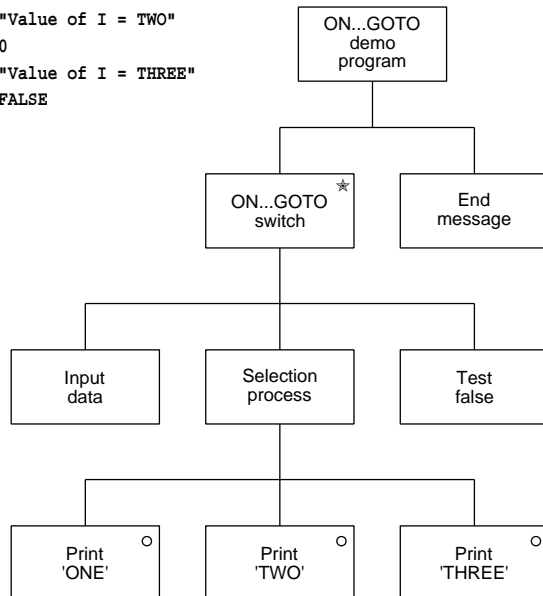 "Value of I = TWO"
0
"Value of I = THREE"
FALSE
ON...GOTO
demo
program
ON...GOTO
switch
End
message
Input
data
Selection
process
Test
false
Print
'ONE'
Print
'TWO'
Print
'THREE'